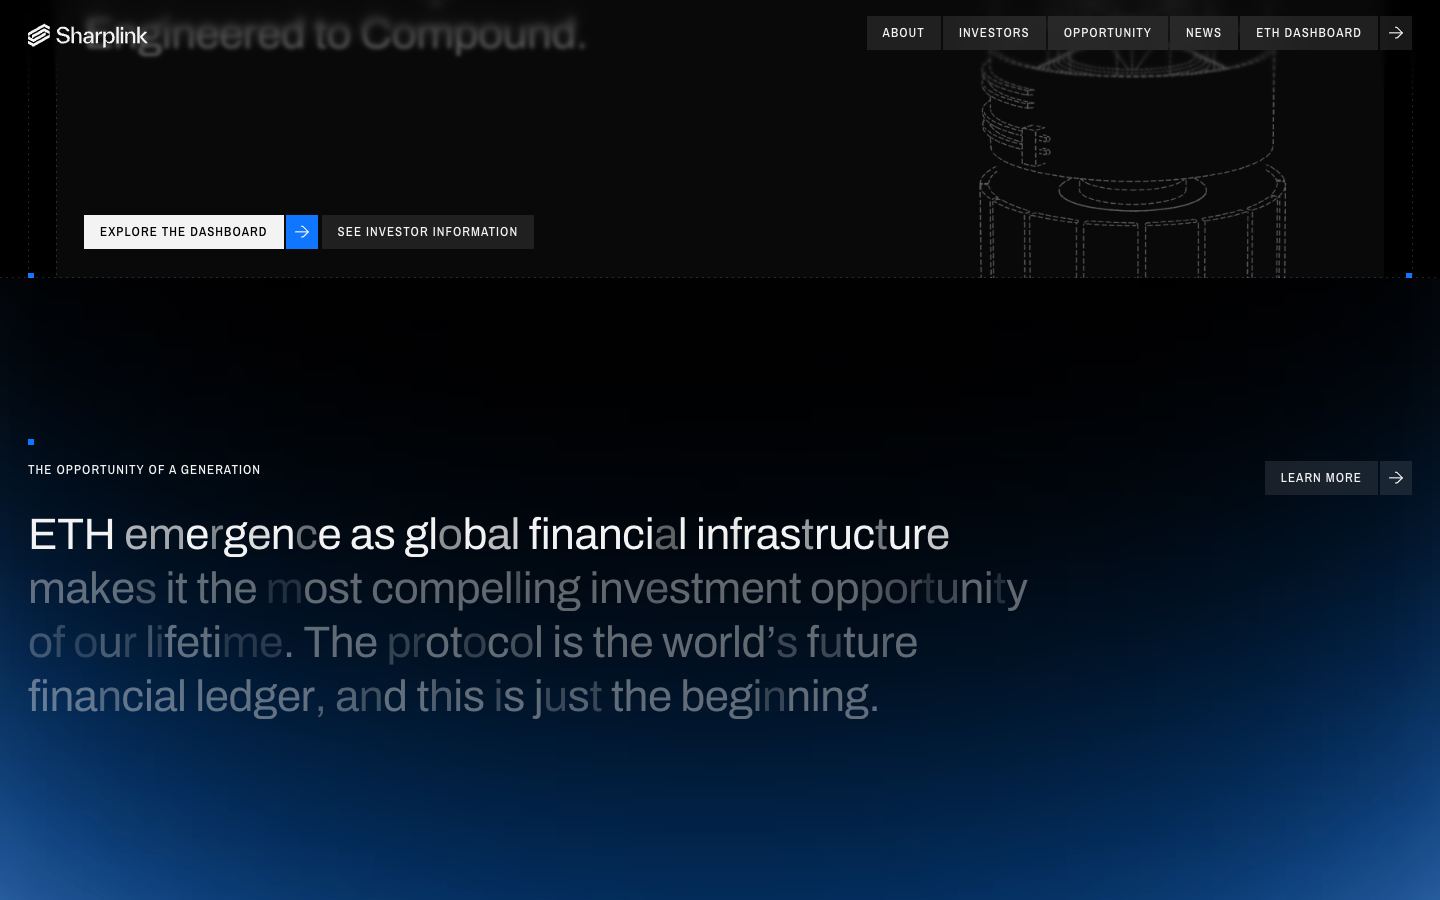 Engineered to Compound.
Sharplink
ABOUT
INVESTORS
OPPORTUNITY
NEWS
ETH DASHBOARD
EXPLORE THE DASHBOARD
SEE INVESTOR INFORMATION
THE OPPORTUNITY OF A GENERATION
LEARN MORE
ETH emergence as global financial infrastructure
makes it the most compelling investment opportunity
of our lifetime. The protocol is the world’s future
financial ledger, and this is just the beginning.